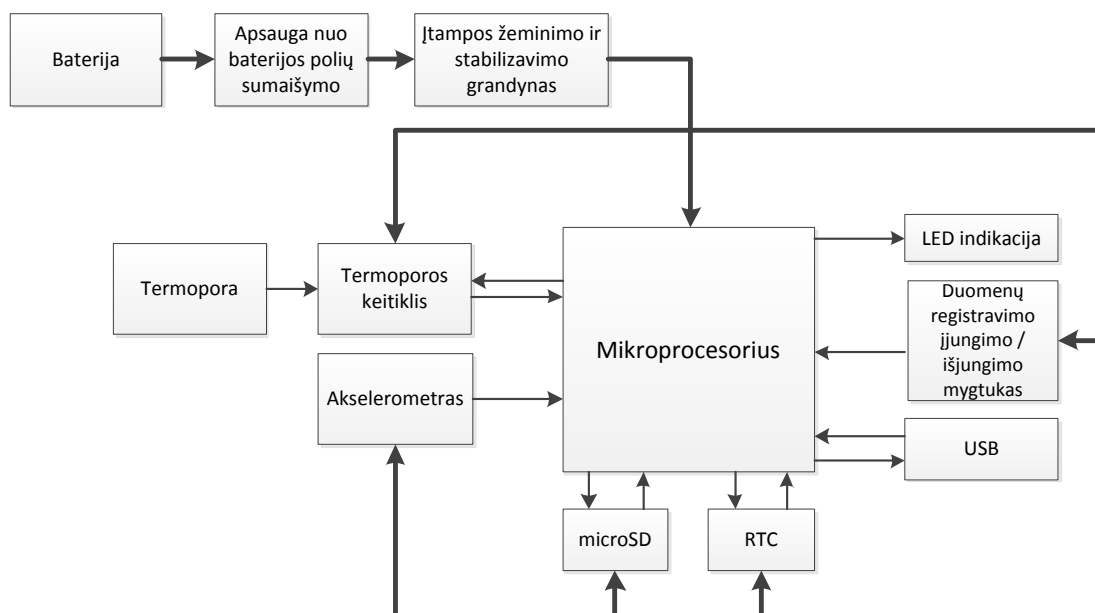 Baterija
Apsauga nuo
baterijos polių
sumaišymo
Įtampos žeminimo ir
stabilizavimo
grandynas
Termopora
Termoporos
keitiklis
Akselerometras
Mikroprocesorius
LED indikacija
Duomenų
registravimo
įjungimo /
išjungimo
mygtukas
USB
microSD
RTC